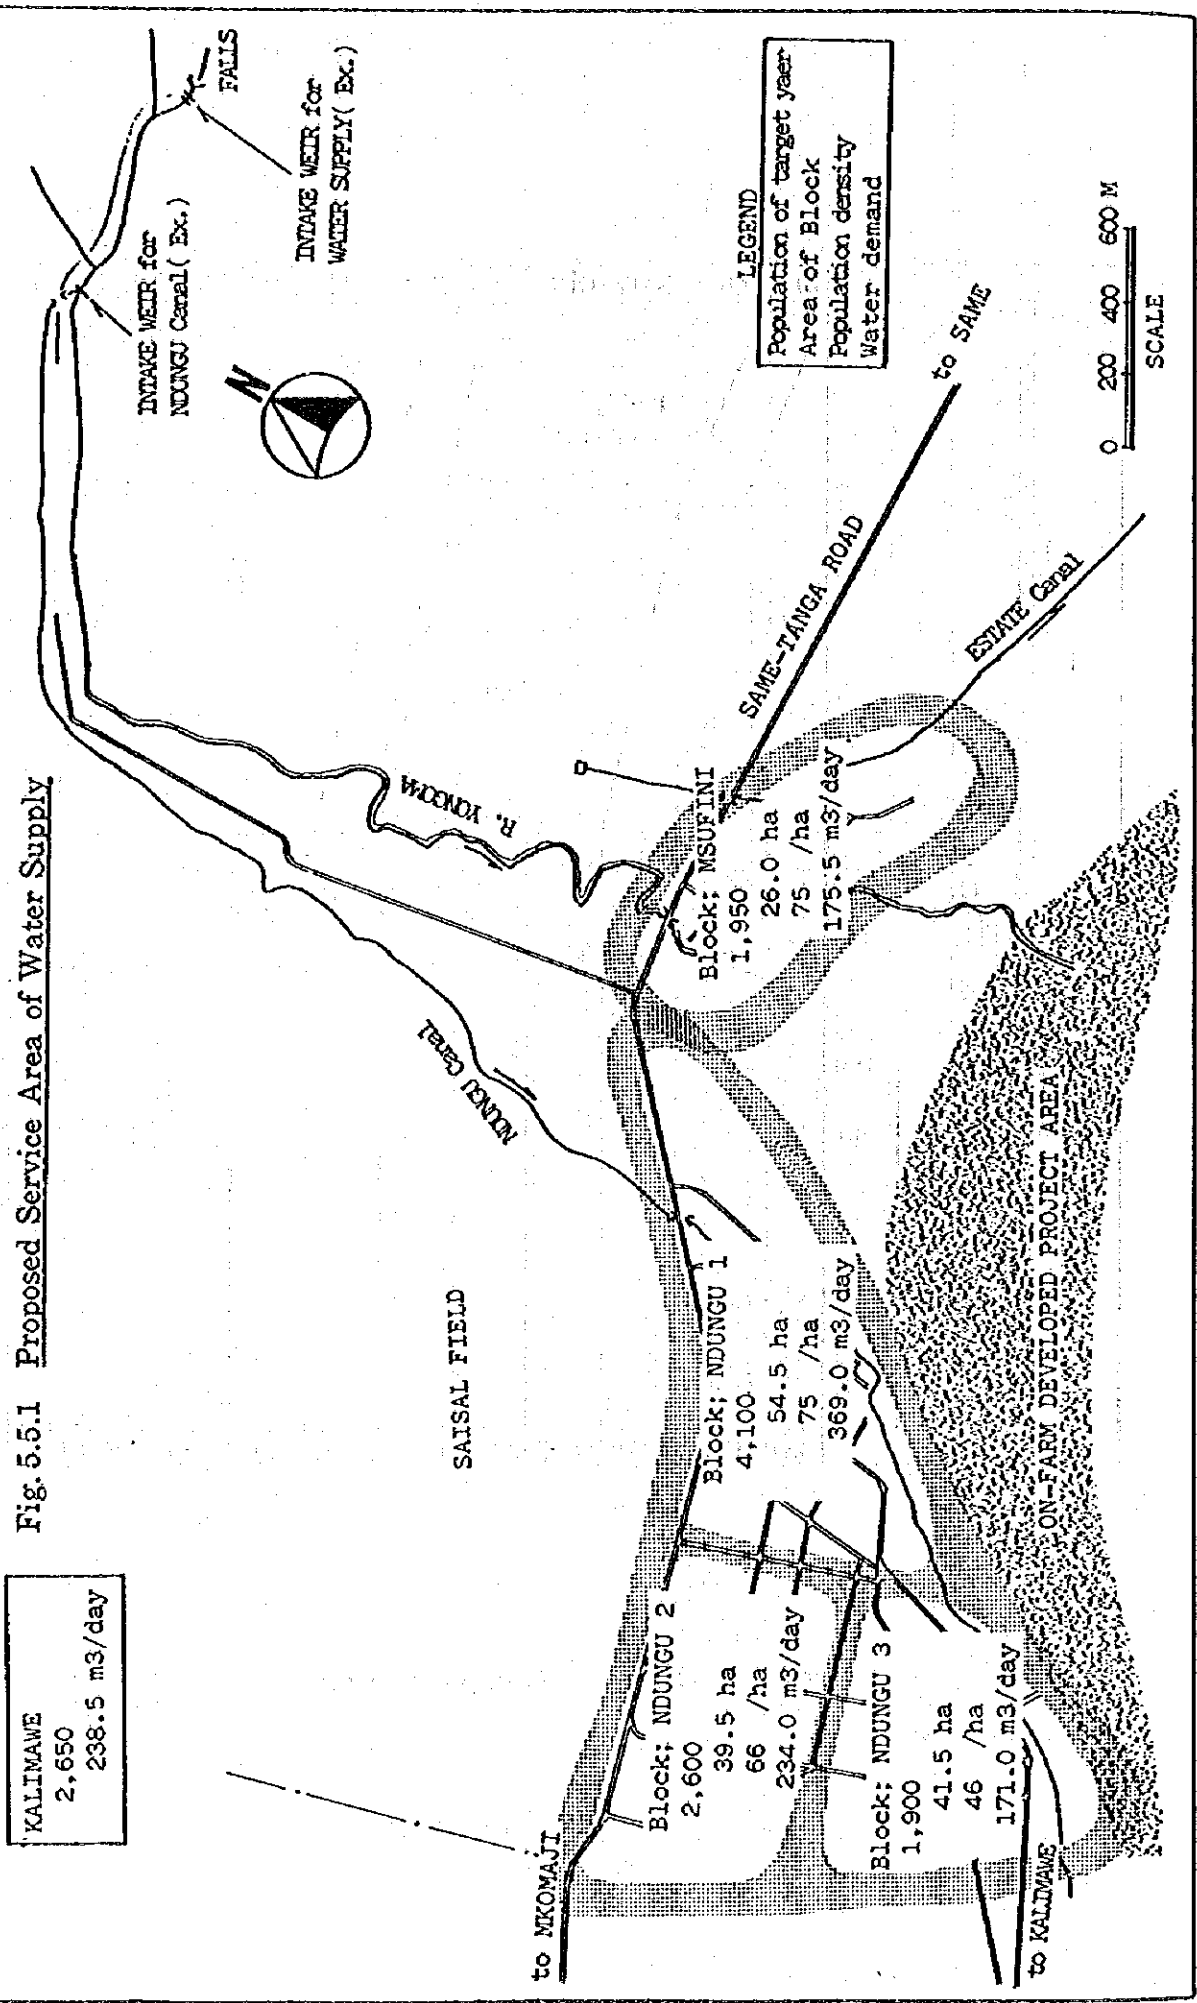 Fig. 5.5.1 Proposed Service Area of Water Supply
KALIMAWE
2,650
238.5 m3/day
FALLS
INTAKE WEIR for
WATER SUPPLY( Ex.)
INTAKE WEIR for
NDUNGU Canal( Ex.)
N
LEGEND
Population of target yaer
Area of Block
Population density
Water demand
to SAME
0 200 400 600 M
SCALE
SAME-TANGA ROAD
ESTATE Canal
R. YONGOMA
NDUNGU Canal
SAISAL FIELD
Block; MSUFINI
1,950
26.0 ha
75 /ha
175.5 m3/day
Block; NDUNGU 1
4,100
54.5 ha
75 /ha
369.0 m3/day
Block; NDUNGU 2
2,600
39.5 ha
66 /ha
234.0 m3/day
Block; NDUNGU 3
1,900
41.5 ha
46 /ha
171.0 m3/day
ON-FARM DEVELOPED PROJECT AREA
to MKOMAJI
to KALIMAWE